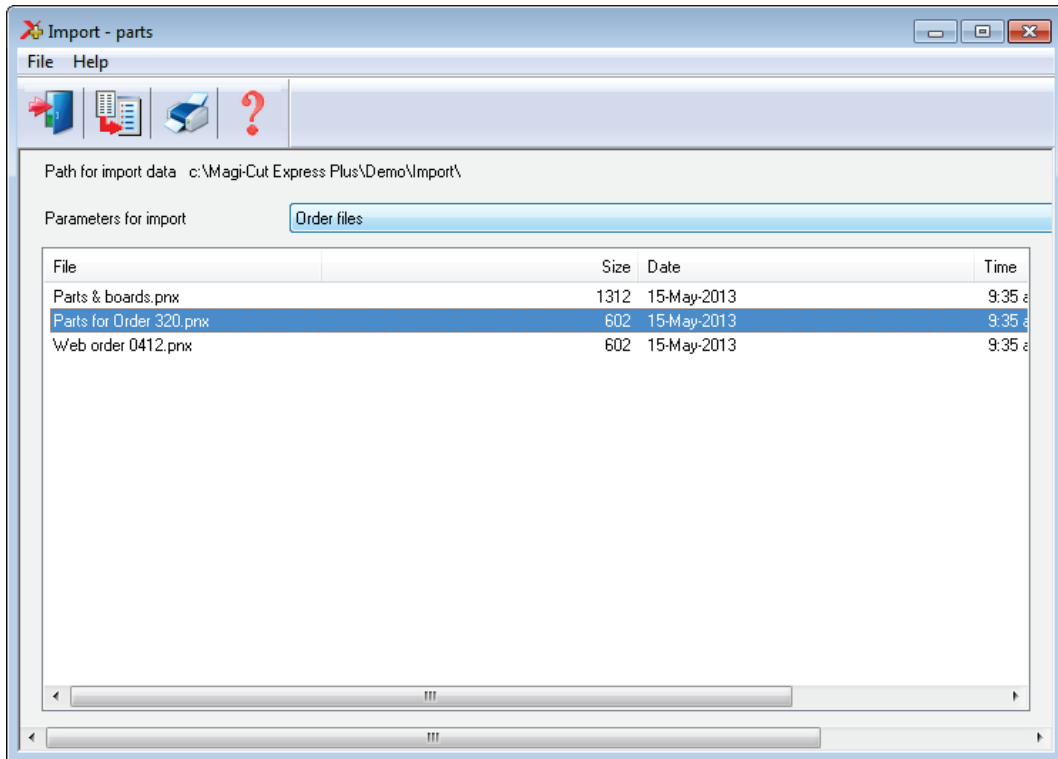 Import - parts
File Help
Path for import data c:\Magi-Cut Express Plus\Demo\Import\
Parameters for import Order files
File Size Date Time
Parts & boards.pnx 1312 15-May-2013 9:35 a
Parts for Order 320.pnx 602 15-May-2013 9:35 a
Web order 0412.pnx 602 15-May-2013 9:35 a